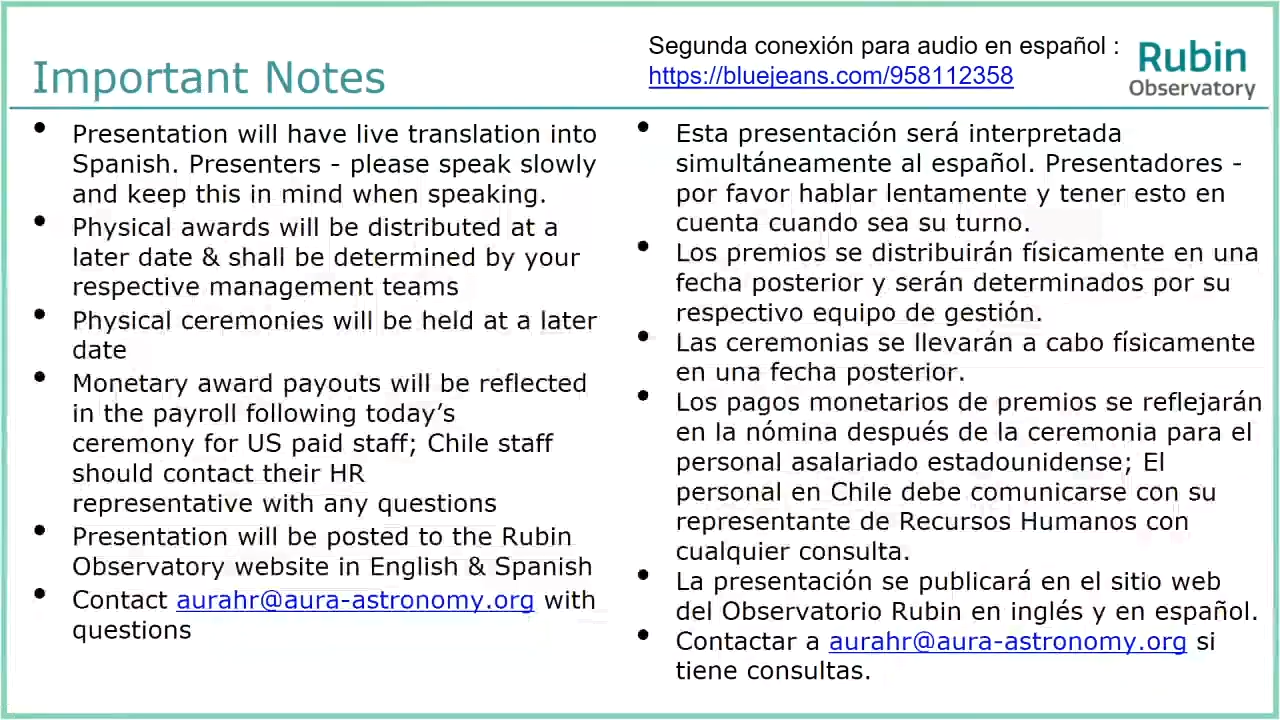 Important Notes
Segunda conexión para audio en español :
https://bluejeans.com/958112358
Rubin
Observatory
• Presentation will have live translation into
Spanish. Presenters - please speak slowly
and keep this in mind when speaking.
• Physical awards will be distributed at a
later date & shall be determined by your
respective management teams
• Physical ceremonies will be held at a later
date
• Monetary award payouts will be reflected
in the payroll following today’s
ceremony for US paid staff; Chile staff
should contact their HR
representative with any questions
• Presentation will be posted to the Rubin
Observatory website in English & Spanish
• Contact aurahr@aura-astronomy.org with
questions
• Esta presentación será interpretada
simultáneamente al español. Presentadores -
por favor hablar lentamente y tener esto en
cuenta cuando sea su turno.
• Los premios se distribuirán físicamente en una
fecha posterior y serán determinados por su
respectivo equipo de gestión.
• Las ceremonias se llevarán a cabo físicamente
en una fecha posterior.
• Los pagos monetarios de premios se reflejarán
en la nómina después de la ceremonia para el
personal asalariado estadounidense; El
personal en Chile debe comunicarse con su
representante de Recursos Humanos con
cualquier consulta.
• La presentación se publicará en el sitio web
del Observatorio Rubin en inglés y en español.
• Contactar a aurahr@aura-astronomy.org si
tiene consultas.